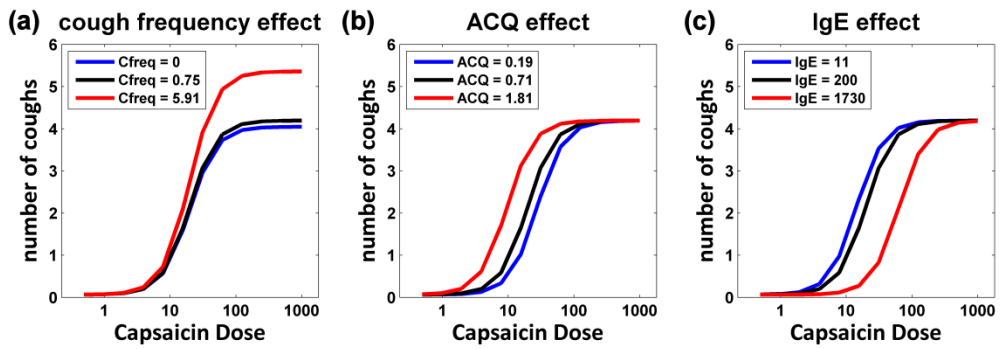 (a) cough frequency effect
number of coughs
6
5
4
3
2
1
0
Cfreq = 0
Cfreq = 0.75
Cfreq = 5.91
1 10 100 1000
Capsaicin Dose
(b) ACQ effect
number of coughs
6
5
4
3
2
1
0
ACQ = 0.19
ACQ = 0.71
ACQ = 1.81
1 10 100 1000
Capsaicin Dose
(c) IgE effect
number of coughs
6
5
4
3
2
1
0
IgE = 11
IgE = 200
IgE = 1730
1 10 100 1000
Capsaicin Dose